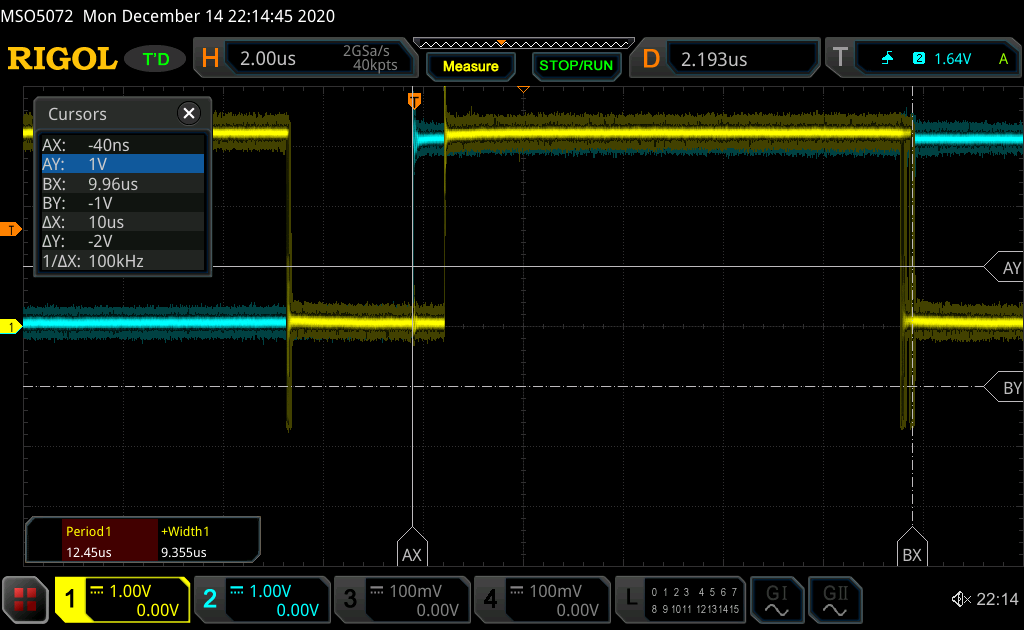 MSO5072 Mon December 14 22:14:45 2020
RIGOL T'D H 2.00us 2GSa/s 40kpts Measure STOP/RUN D 2.193us T 2 1.64V A
T
Cursors
AX: -40ns
AY: 1V
BX: 9.96us
BY: -1V
ΔX: 10us
ΔY: -2V
1/ΔX: 100kHz
T
AY
1
BY
Period1 +Width1
12.45us 9.355us
AX BX
1 1.00V 0.00V 2 1.00V 0.00V 3 100mV 0.00V 4 100mV 0.00V L 0 1 2 3 4 5 6 7 8 9 10 11 12 13 14 15 GI GII 22:14